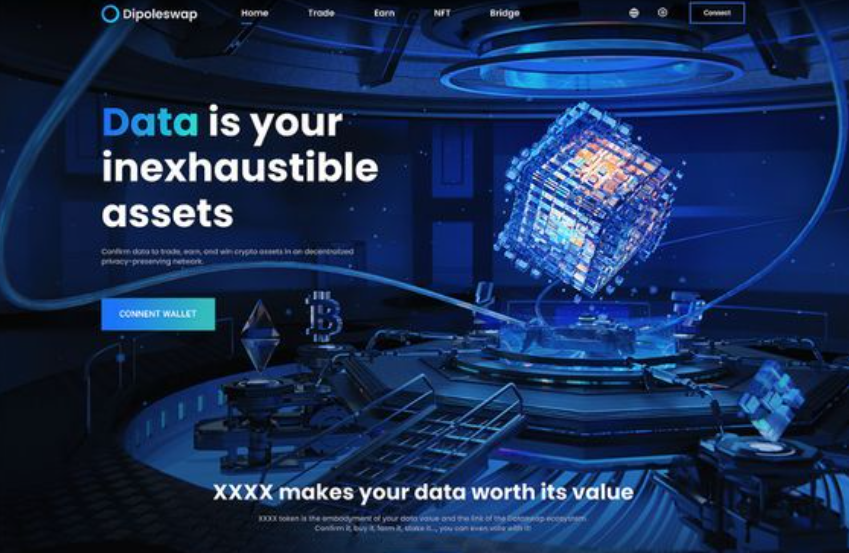 Dipoleswap
Home Trade Earn NFT Bridge
Connect
Data is your
inexhaustible
assets
Confirm data to trade, earn, and win crypto assets in an decentralized
privacy-preserving network.
CONNENT WALLET
XXXX makes your data worth its value
XXXX token is the embodyment of your data value and the link of the Dataswap ecosystem.
Confirm it, buy it, farm it, stake it..., you can even vote with it!